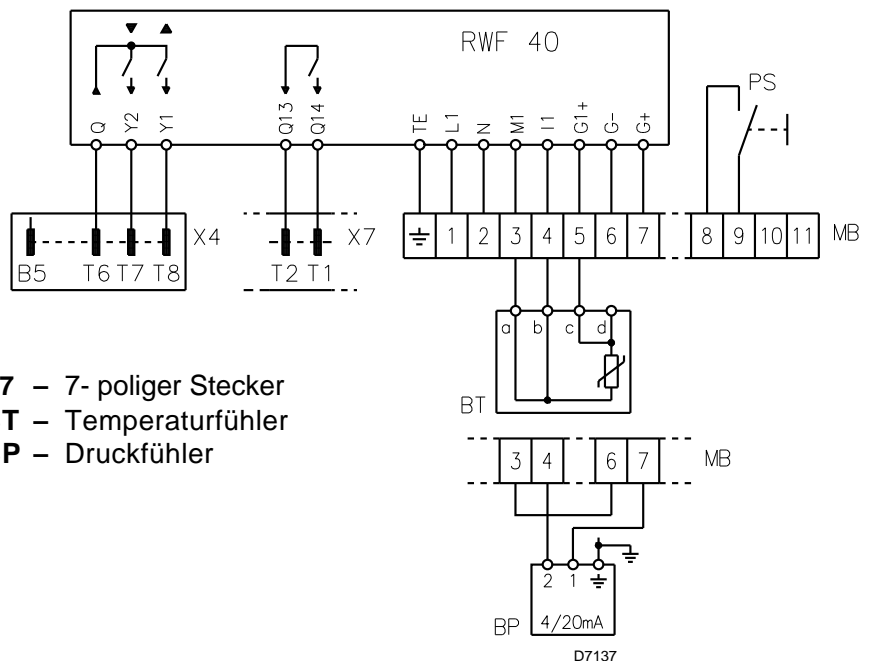 RWF 40
PS
Q Y2 Y1 Q13 Q14 TE L1 N M1 I1 G1+ G- G+
X4 X7 1 2 3 4 5 6 7 8 9 10 11 MB
B5 T6 T7 T8 T2 T1
a b c d
BT
7 – 7- poliger Stecker
T – Temperaturfühler
P – Druckfühler
3 4 6 7 MB
2 1
BP 4/20mA
D7137